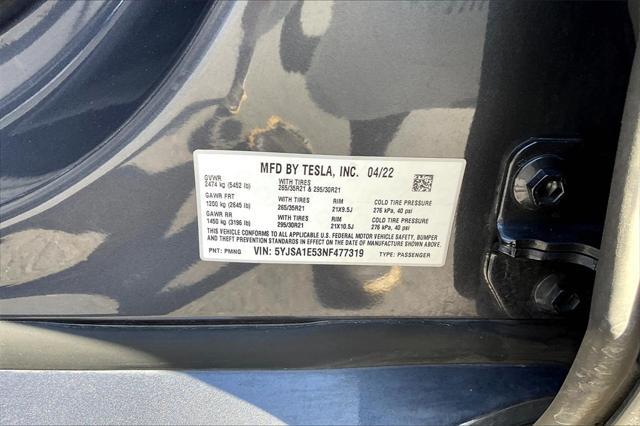 MFD BY TESLA, INC. 04/22
GVWR
2474 kg (5452 lb)
WITH TIRES
265/35R21 & 295/30R21
GAWR FRT
1200 kg (2645 lb)
WITH TIRES
265/35R21
RIM
21X9.5J
COLD TIRE PRESSURE
276 kPa, 40 psi
GAWR RR
1450 kg (3196 lb)
WITH TIRES
295/30R21
RIM
21X10.5J
COLD TIRE PRESSURE
276 kPa, 40 psi
THIS VEHICLE CONFORMS TO ALL APPLICABLE U.S. FEDERAL MOTOR VEHICLE SAFETY, BUMPER
AND THEFT PREVENTION STANDARDS IN EFFECT ON THE DATE OF MANUFACTURE SHOWN ABOVE.
PNT: PMNG VIN: 5YJSA1E53NF477319 TYPE: PASSENGER